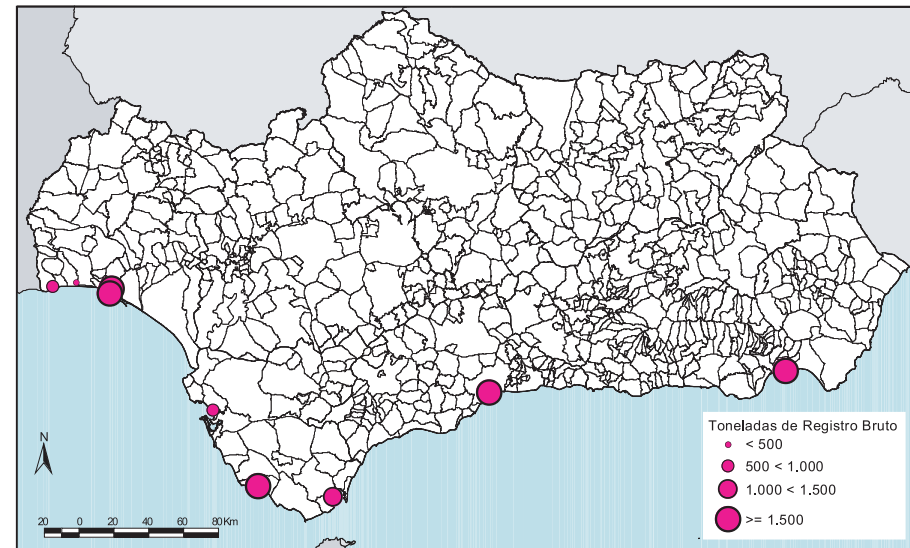 N
20 0 20 40 60 80 Km
Toneladas de Registro Bruto
< 500
500 < 1.000
1.000 < 1.500
>= 1.500